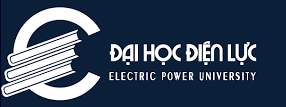 ĐẠI HỌC ĐIỆN LỰC
ELECTRIC POWER UNIVERSITY